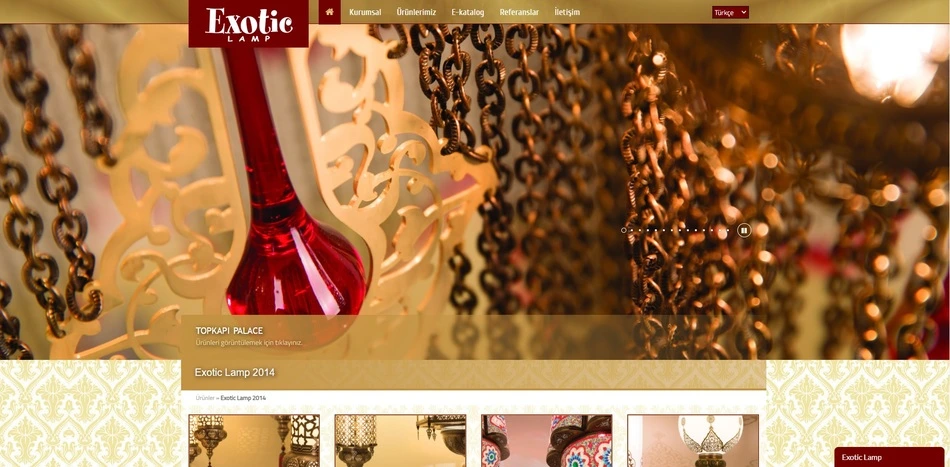 Exotic
LAMP
Kurumsal
Ürünlerimiz
E-katalog
Referanslar
İletişim
Türkçe
TOPKAPI PALACE
Ürünleri görüntülemek için tıklayınız.
Exotic Lamp 2014
Ürünler – Exotic Lamp 2014
Exotic Lamp